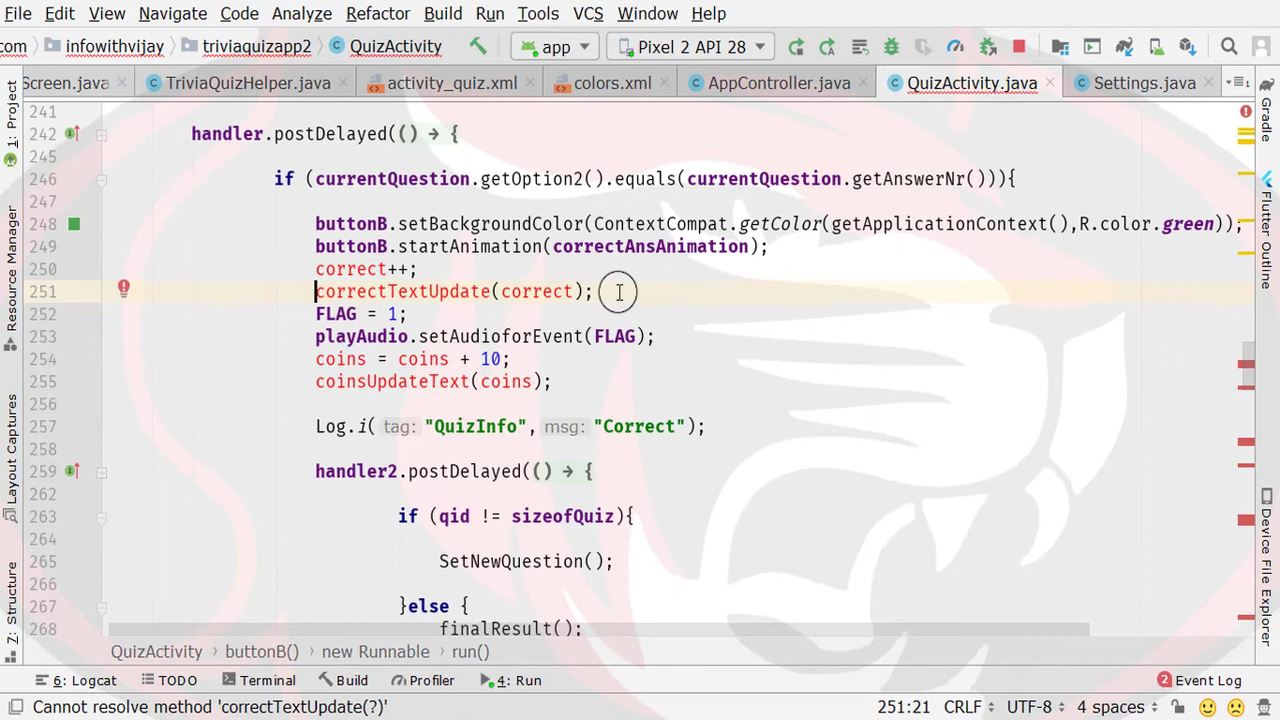 File Edit View Navigate Code Analyze Refactor Build Run Tools VCS Window Help
com infowithvijay triviaquizapp2 QuizActivity app Pixel 2 API 28
Screen.java TriviaQuizHelper.java activity_quiz.xml colors.xml AppController.java QuizActivity.java Settings.java
1: Project
Resource Manager
Layout Captures
Z: Structure
241
242 handler.postDelayed(() → {
245
246 if (currentQuestion.getOption2().equals(currentQuestion.getAnswerNr())){
247
248 buttonB.setBackgroundColor(ContextCompat.getColor(getApplicationContext(),R.color.green));
249 buttonB.startAnimation(correctAnsAnimation);
250 correct++;
251 correctTextUpdate(correct);
252 FLAG = 1;
253 playAudio.setAudioforEvent(FLAG);
254 coins = coins + 10;
255 coinsUpdateText(coins);
256
257 Log.i( tag: "QuizInfo", msg: "Correct");
258
259 handler2.postDelayed(() → {
262
263 if (qid != sizeofQuiz){
264
265 SetNewQuestion();
266
267 }else {
268 finalResult();
Gradle
Flutter Outline
Device File Explorer
QuizActivity buttonB() new Runnable run()
6: Logcat TODO Terminal Build Profiler 4: Run 2 Event Log
Cannot resolve method 'correctTextUpdate(?)' 251:21 CRLF UTF-8 4 spaces